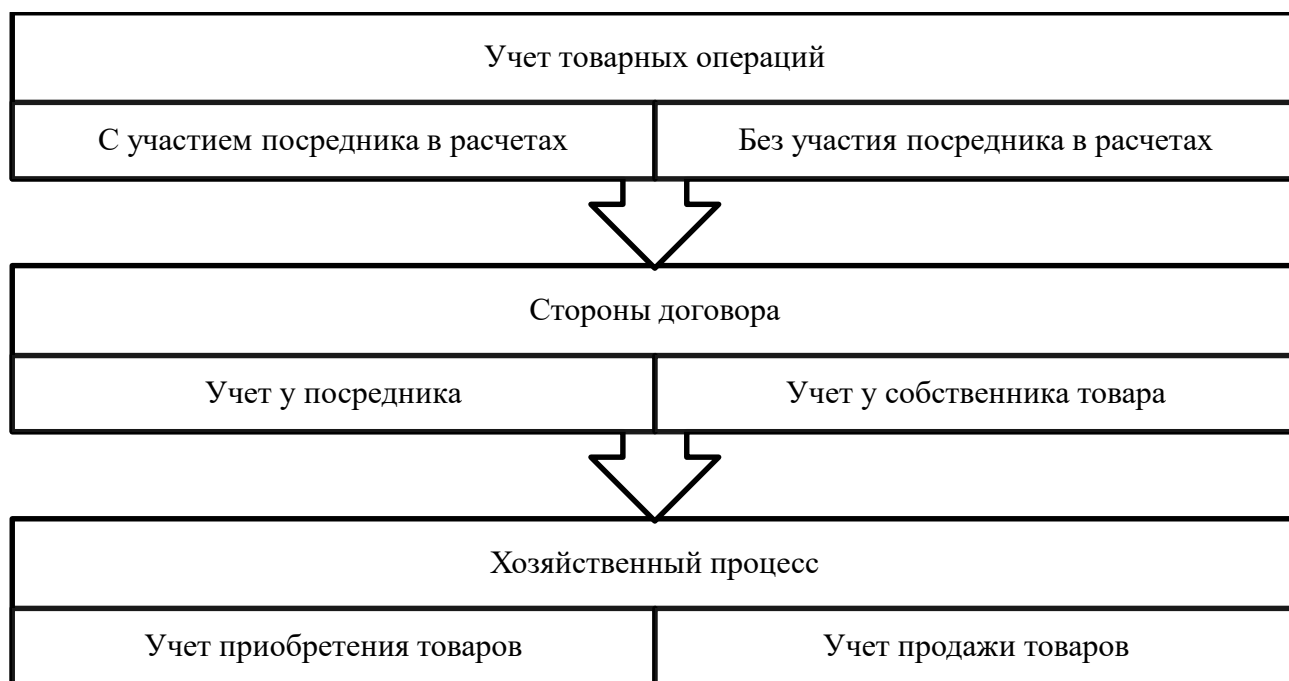 Учет товарных операций
С участием посредника в расчетах
Без участия посредника в расчетах
Стороны договора
Учет у посредника
Учет у собственника товара
Хозяйственный процесс
Учет приобретения товаров
Учет продажи товаров